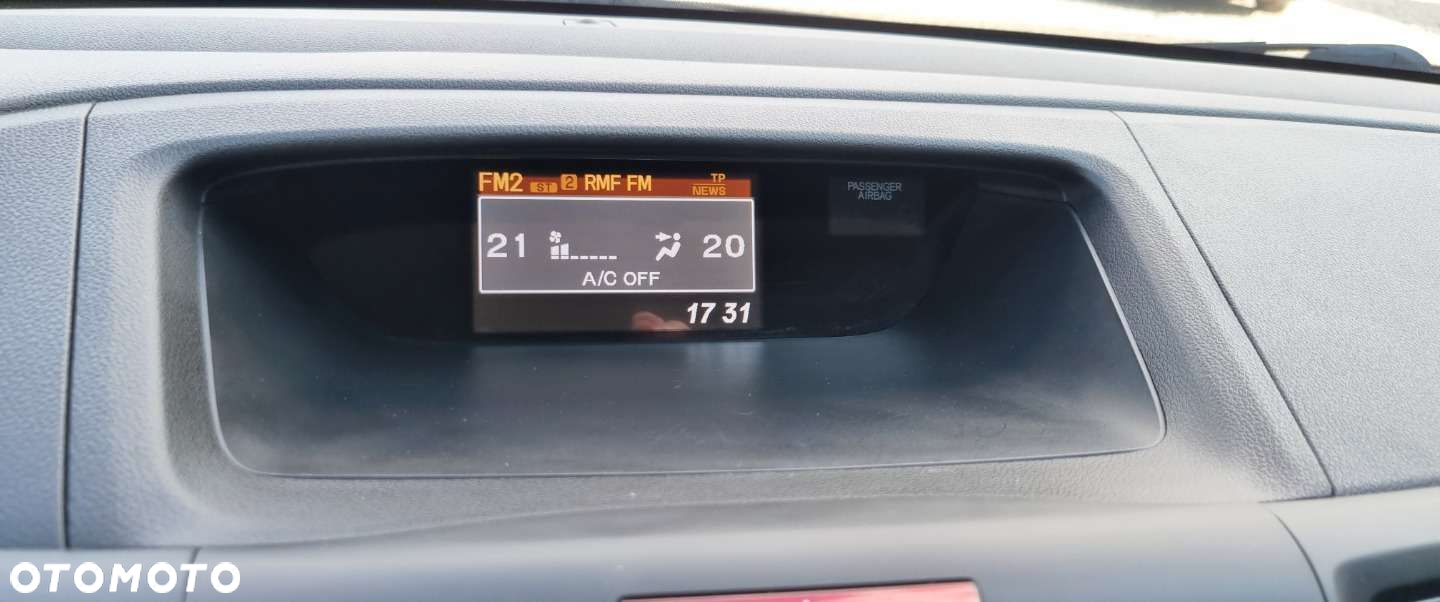 FM2 ST 2 RMF FM TP
NEWS
21 20
A/C OFF
17 31
PASSENGER
AIRBAG
OTOMOTO